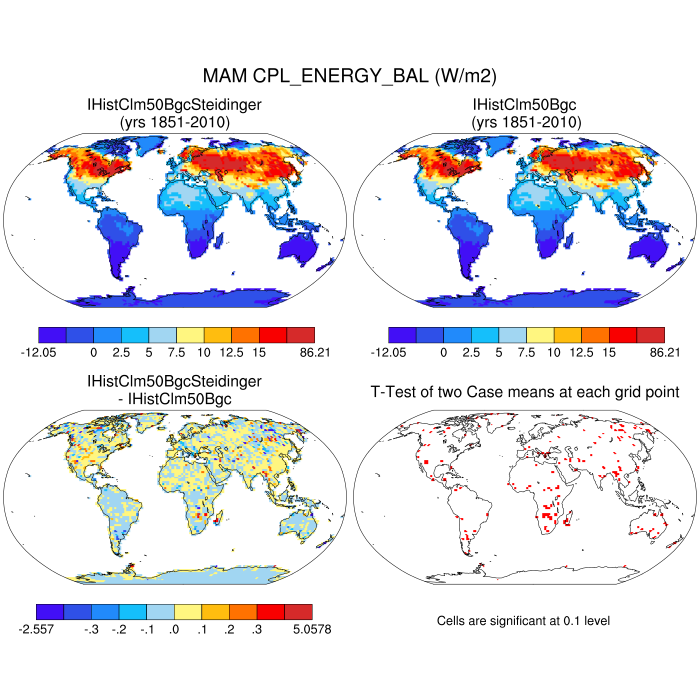 MAM CPL_ENERGY_BAL (W/m2)
IHistClm50BgcSteidinger
(yrs 1851-2010)
IHistClm50Bgc
(yrs 1851-2010)
-12.05 0 2.5 5 7.5 10 12.5 15 86.21
-12.05 0 2.5 5 7.5 10 12.5 15 86.21
IHistClm50BgcSteidinger
- IHistClm50Bgc
T-Test of two Case means at each grid point
-2.557 -.3 -.2 -.1 .0 .1 .2 .3 5.0578
Cells are significant at 0.1 level